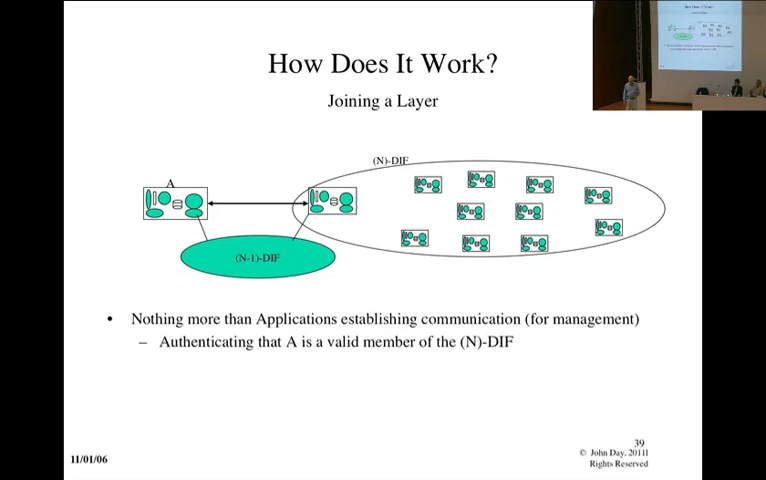 How Does It Work?
Joining a Layer
(N)-DIF
A
(N-1)-DIF
• Nothing more than Applications establishing communication (for management)
– Authenticating that A is a valid member of the (N)-DIF
39
© John Day, 20111
Rights Reserved
11/01/06